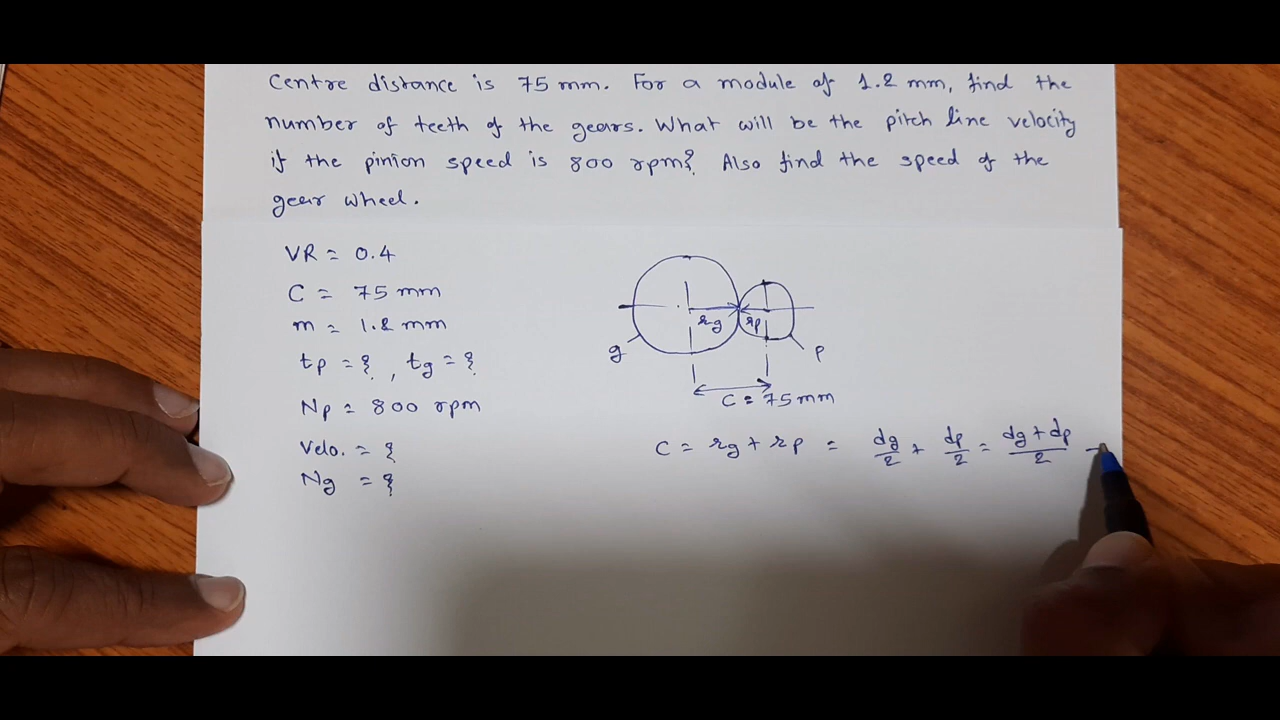 Centre distance is 75 mm. For a module of 1.2 mm, find the
number of teeth of the gears. What will be the pitch line velocity
if the pinion speed is 800 rpm? Also find the speed of the
gear wheel.
VR = 0.4
C = 75 mm
m = 1.2 mm
tp = ?, tg = ?
Np = 800 rpm
Velo. = ?
Ng = ?
rg rp
g p
C = 75 mm
C = rg + rp = dg/2 + dp/2 = dg + dp/2